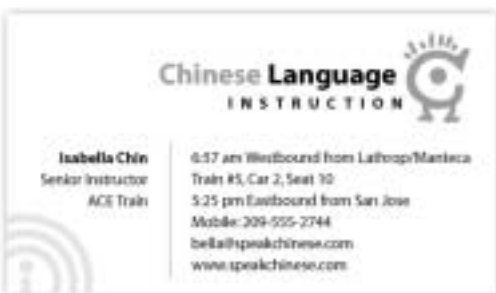 Chinese Language
INSTRUCTION
Isabella Chin
Senior Instructor
ACE Train
6:57 am Westbound from Lathrop/Manteca
Train #5, Car 2, Seat 10
5:25 pm Eastbound from San Jose
Mobile: 209-555-2744
bella@speakchinese.com
www.speakchinese.com